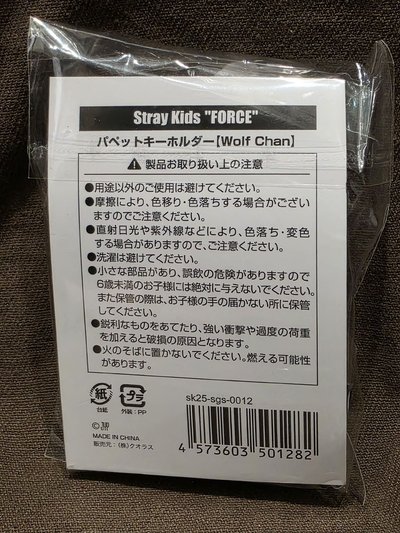 Stray Kids "FORCE"
パペットキーホルダー【Wolf Chan】
製品お取り扱い上の注意
●用途以外のご使用は避けてください。
●摩擦により、色移り・色落ちする場合がござい
ますのでご注意ください。
●直射日光や紫外線などにより、色落ち・変色
する場合がありますので、ご注意ください。
●洗濯は避けてください。
●小さな部品があり、誤飲の危険がありますので
6歳未満のお子様には絶対に与えないでください。
また保管の際は、お子様の手の届かない所に保管
してください。
●鋭利なものをあてたり、強い衝撃や過度の荷重
を加えると破損の原因となります。
●火のそばに置かないでください。燃える可能性
があります。
紙
台紙
プラ
外装:PP
sk25-sgs-0012
MADE IN CHINA
販売元:(株)クオラス
4 573603 501282